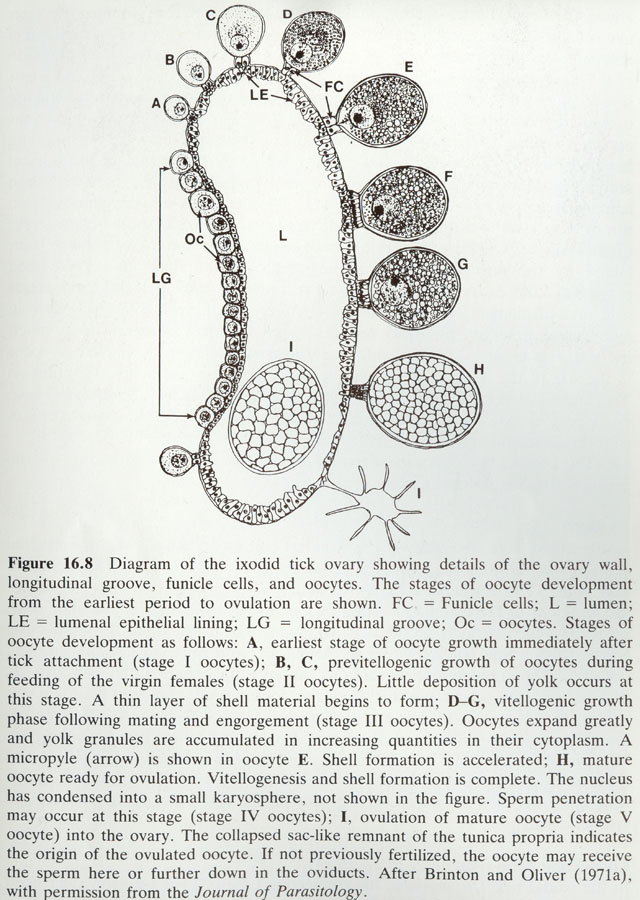 C
D
B
E
A
LE
FC
F
Oc
L
G
LG
I
H
I
Figure 16.8 Diagram of the ixodid tick ovary showing details of the ovary wall,
longitudinal groove, funicle cells, and oocytes. The stages of oocyte development
from the earliest period to ovulation are shown. FC = Funicle cells; L = lumen;
LE = lumenal epithelial lining; LG = longitudinal groove; Oc = oocytes. Stages of
oocyte development as follows: A, earliest stage of oocyte growth immediately after
tick attachment (stage I oocytes); B, C, previtellogenic growth of oocytes during
feeding of the virgin females (stage II oocytes). Little deposition of yolk occurs at
this stage. A thin layer of shell material begins to form; D–G, vitellogenic growth
phase following mating and engorgement (stage III oocytes). Oocytes expand greatly
and yolk granules are accumulated in increasing quantities in their cytoplasm. A
micropyle (arrow) is shown in oocyte E. Shell formation is accelerated; H, mature
oocyte ready for ovulation. Vitellogenesis and shell formation is complete. The nucleus
has condensed into a small karyosphere, not shown in the figure. Sperm penetration
may occur at this stage (stage IV oocytes); I, ovulation of mature oocyte (stage V
oocyte) into the ovary. The collapsed sac-like remnant of the tunica propria indicates
the origin of the ovulated oocyte. If not previously fertilized, the oocyte may receive
the sperm here or further down in the oviducts. After Brinton and Oliver (1971a),
with permission from the Journal of Parasitology.